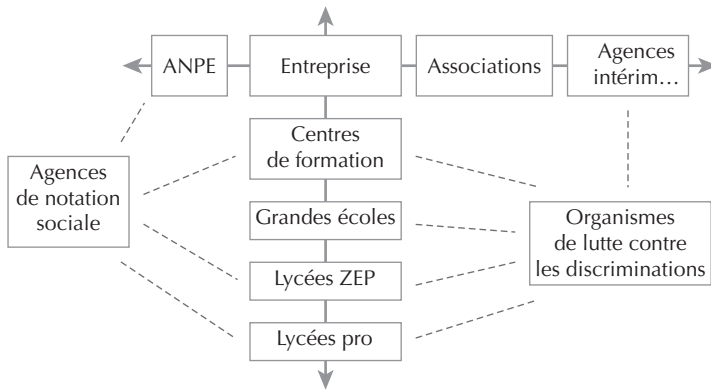 ANPE
Entreprise
Associations
Agences
intérim…
Centres
de formation
Agences
de notation
sociale
Grandes écoles
Organismes
de lutte contre
les discriminations
Lycées ZEP
Lycées pro